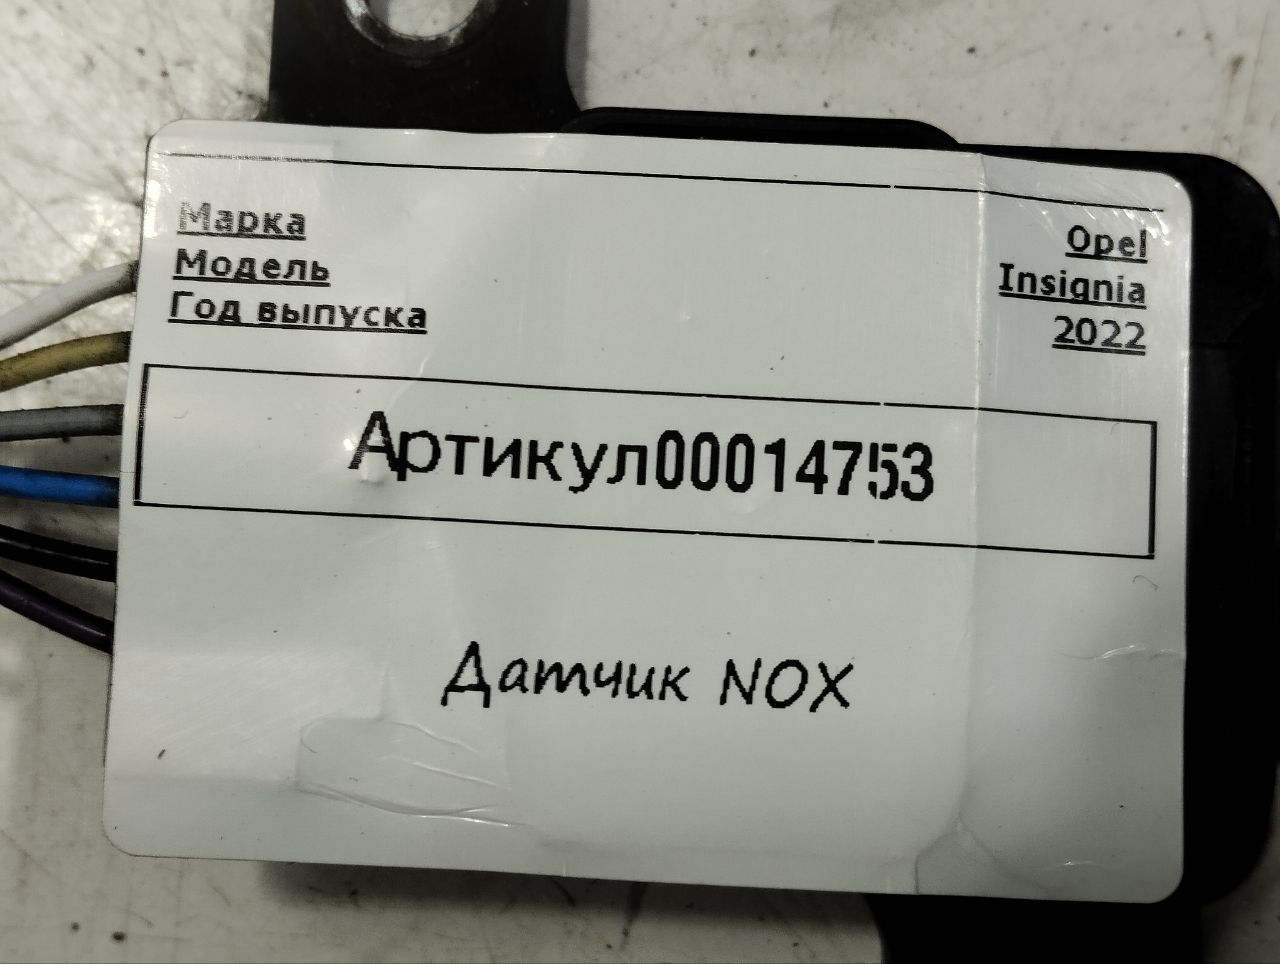 Марка Opel
Модель Insignia
Год выпуска 2022
Артикул00014753
Датчик NOX